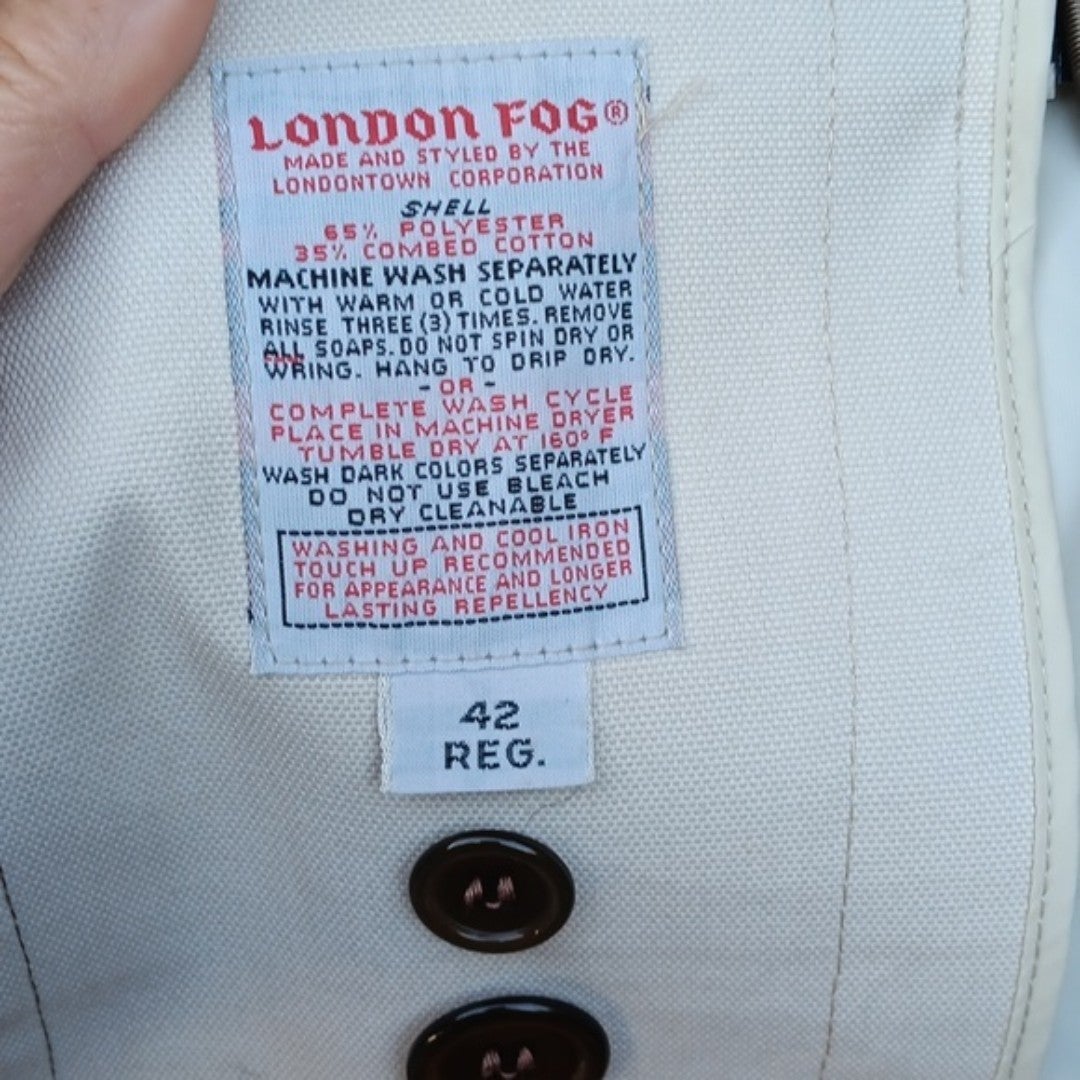 LONDON FOG®
MADE AND STYLED BY THE
LONDONTOWN CORPORATION
SHELL
65% POLYESTER
35% COMBED COTTON
MACHINE WASH SEPARATELY
WITH WARM OR COLD WATER
RINSE THREE (3) TIMES. REMOVE
ALL SOAPS. DO NOT SPIN DRY OR
WRING. HANG TO DRIP DRY.
- OR -
COMPLETE WASH CYCLE
PLACE IN MACHINE DRYER
TUMBLE DRY AT 160° F
WASH DARK COLORS SEPARATELY
DO NOT USE BLEACH
DRY CLEANABLE
WASHING AND COOL IRON
TOUCH UP RECOMMENDED
FOR APPEARANCE AND LONGER
LASTING REPELLENCY
42
REG.